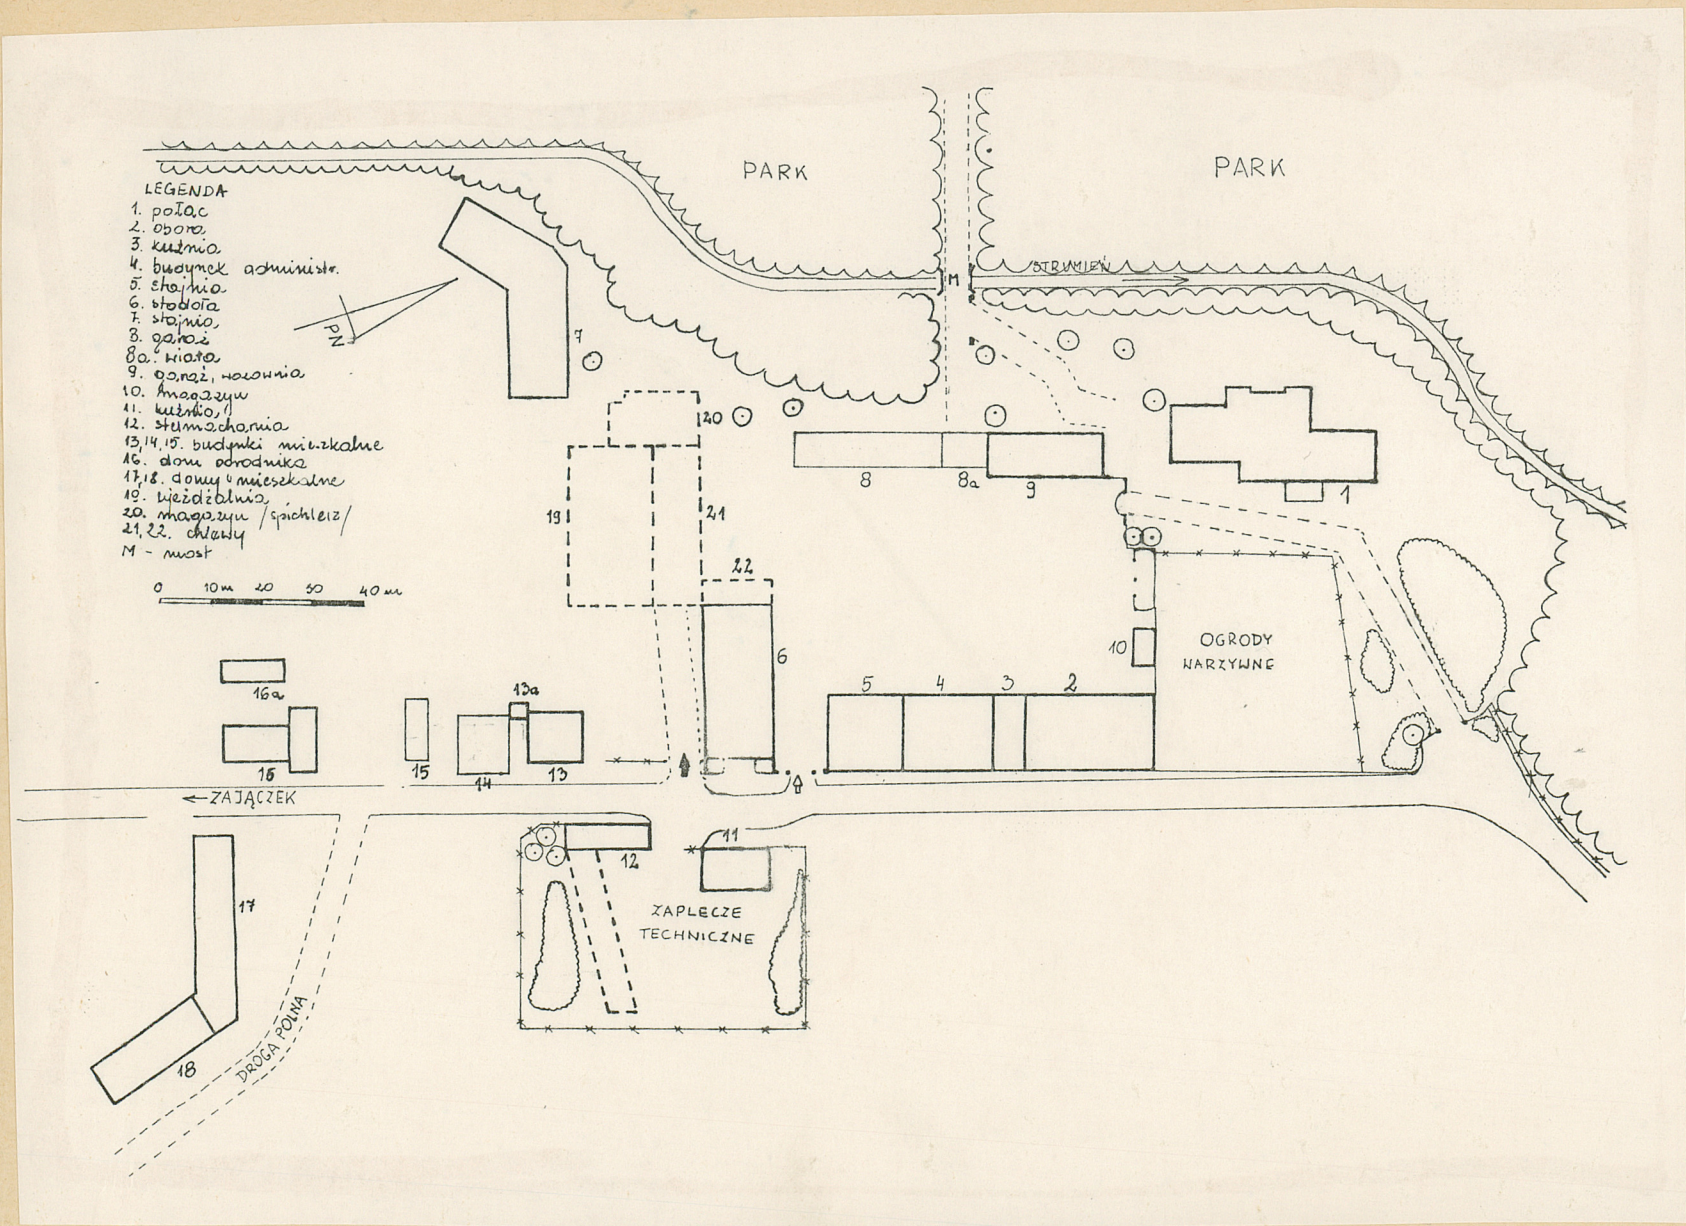 PARK
PARK
LEGENDA
1. połac
2. obora
3. kuźnia
4. budynek administr.
5. stajnia
6. stodoła
7. stajnia
8. garaż
8a. wiata
9. garaż, wozownia
10. magazyn
11. kuźnia
12. stelmacharnia
13,14,15. budynki mieszkalne
16. dom ogrodnika
17,18. domy mieszkalne
19. ujeżdżalnia
20. magazyn /spichlerz/
21, 22. chlewy
M - most
STRUMIEŃ
M
PŁN
7
20
8
8a
9
1
19
21
22
0 10m 20 30 40 m
6
10
OGRODY
WARZYWNE
5
4
3
2
16a
13a
16
15
14
13
← ZAJĄCZEK
11
12
17
ZAPLECZE
TECHNICZNE
18
DROGA POLNA